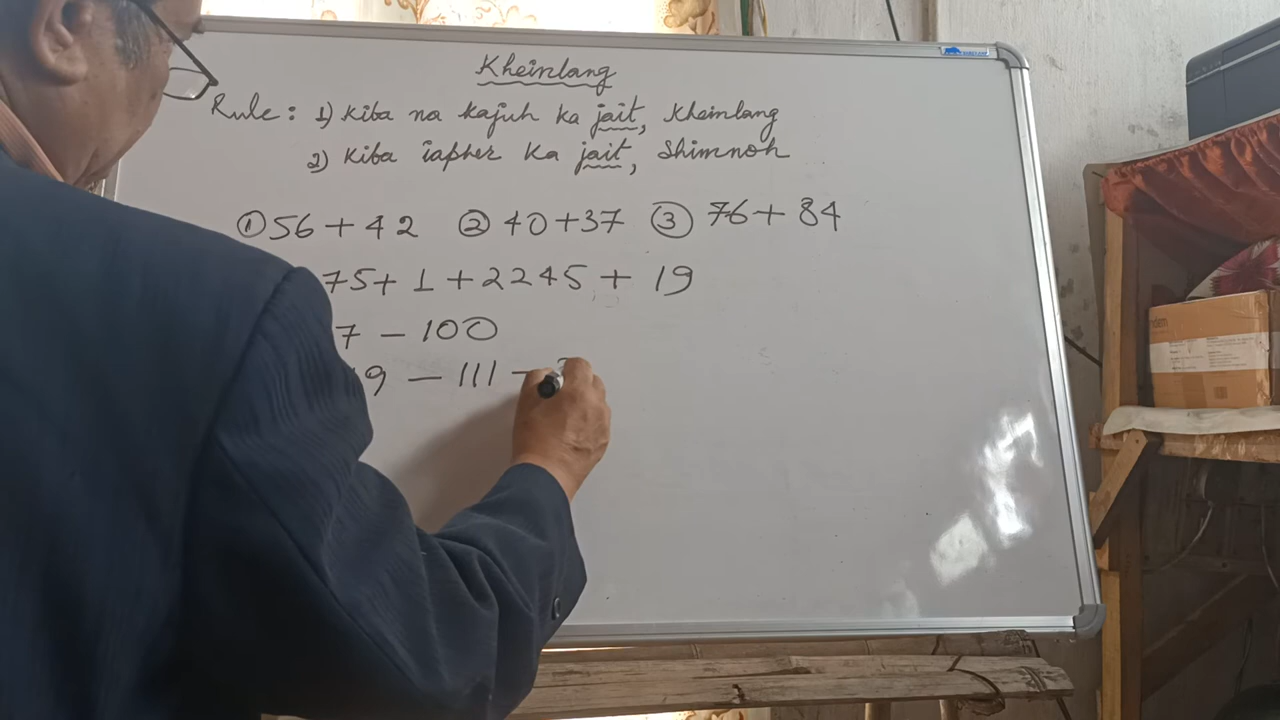 Kheinlang
Rule: 1) Kiba na kajuh ka jait, Kheinlang
2) Kiba iapher ka jait, Shimnoh
① 56 + 42 ② 40 + 37 ③ 76 + 84
75 + 1 + 2245 + 19
7 - 100
9 - 111 -